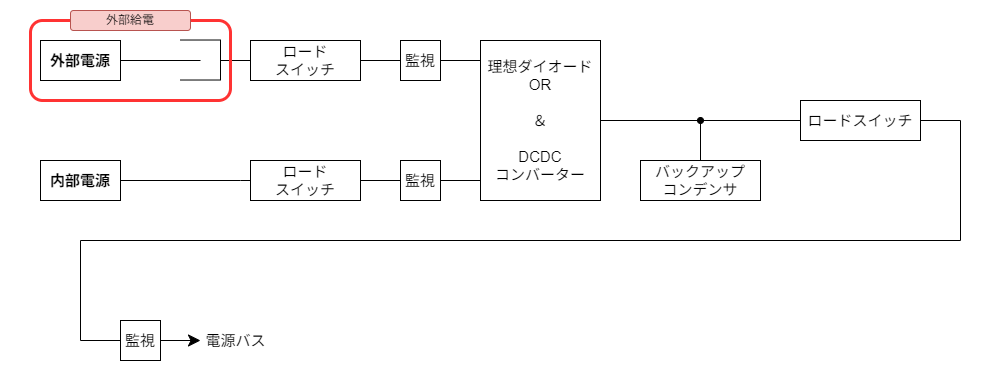 外部給電
外部電源
ロード
スイッチ
監視
理想ダイオード
OR
&
DCDC
コンバーター
ロードスイッチ
内部電源
ロード
スイッチ
監視
バックアップ
コンデンサ
監視
電源バス